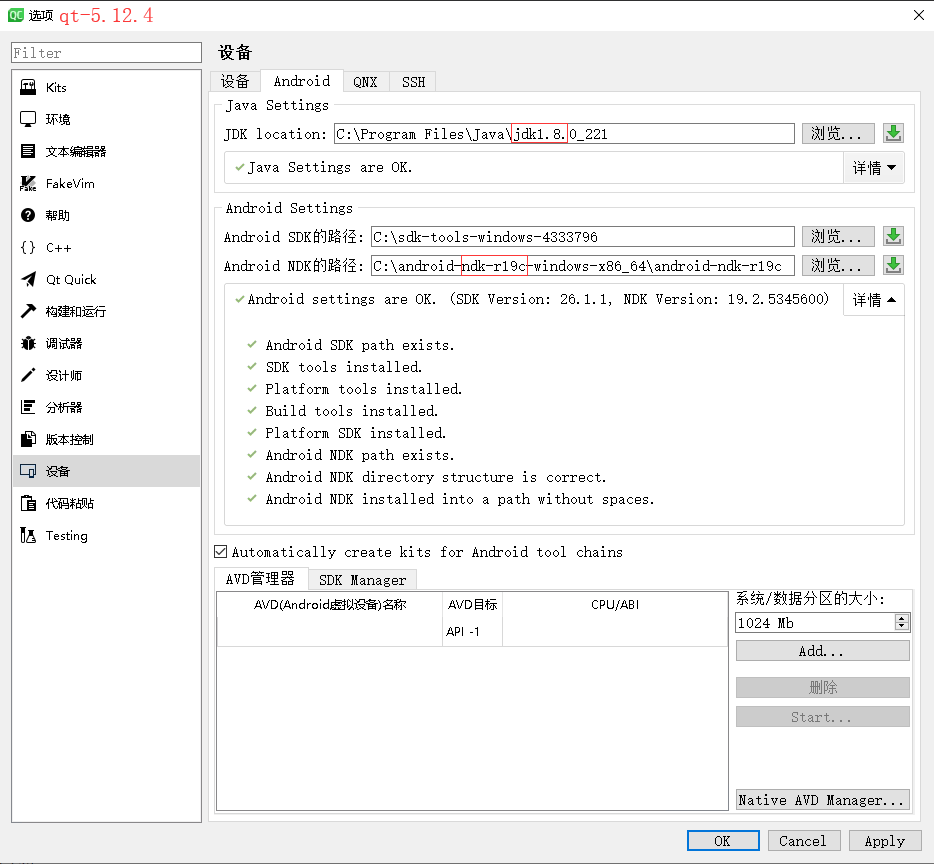 QC 选项 qt-5.12.4
Filter
Kits
环境
文本编辑器
FakeVim
帮助
{} C++
Qt Quick
构建和运行
调试器
设计师
分析器
版本控制
设备
代码粘贴
Testing
设备
设备 Android QNX SSH
Java Settings
JDK location: C:\Program Files\Java\jdk1.8.0_221 浏览...
Java Settings are OK. 详情
Android Settings
Android SDK的路径: C:\sdk-tools-windows-4333796 浏览...
Android NDK的路径: C:\android-ndk-r19c-windows-x86_64\android-ndk-r19c 浏览...
Android settings are OK. (SDK Version: 26.1.1, NDK Version: 19.2.5345600) 详情
Android SDK path exists.
SDK tools installed.
Platform tools installed.
Build tools installed.
Platform SDK installed.
Android NDK path exists.
Android NDK directory structure is correct.
Android NDK installed into a path without spaces.
Automatically create kits for Android tool chains
AVD管理器 SDK Manager
AVD(Android虚拟设备)名称 AVD目标 CPU/ABI
API -1
系统/数据分区的大小:
1024 Mb
Add...
删除
Start...
Native AVD Manager...
OK Cancel Apply